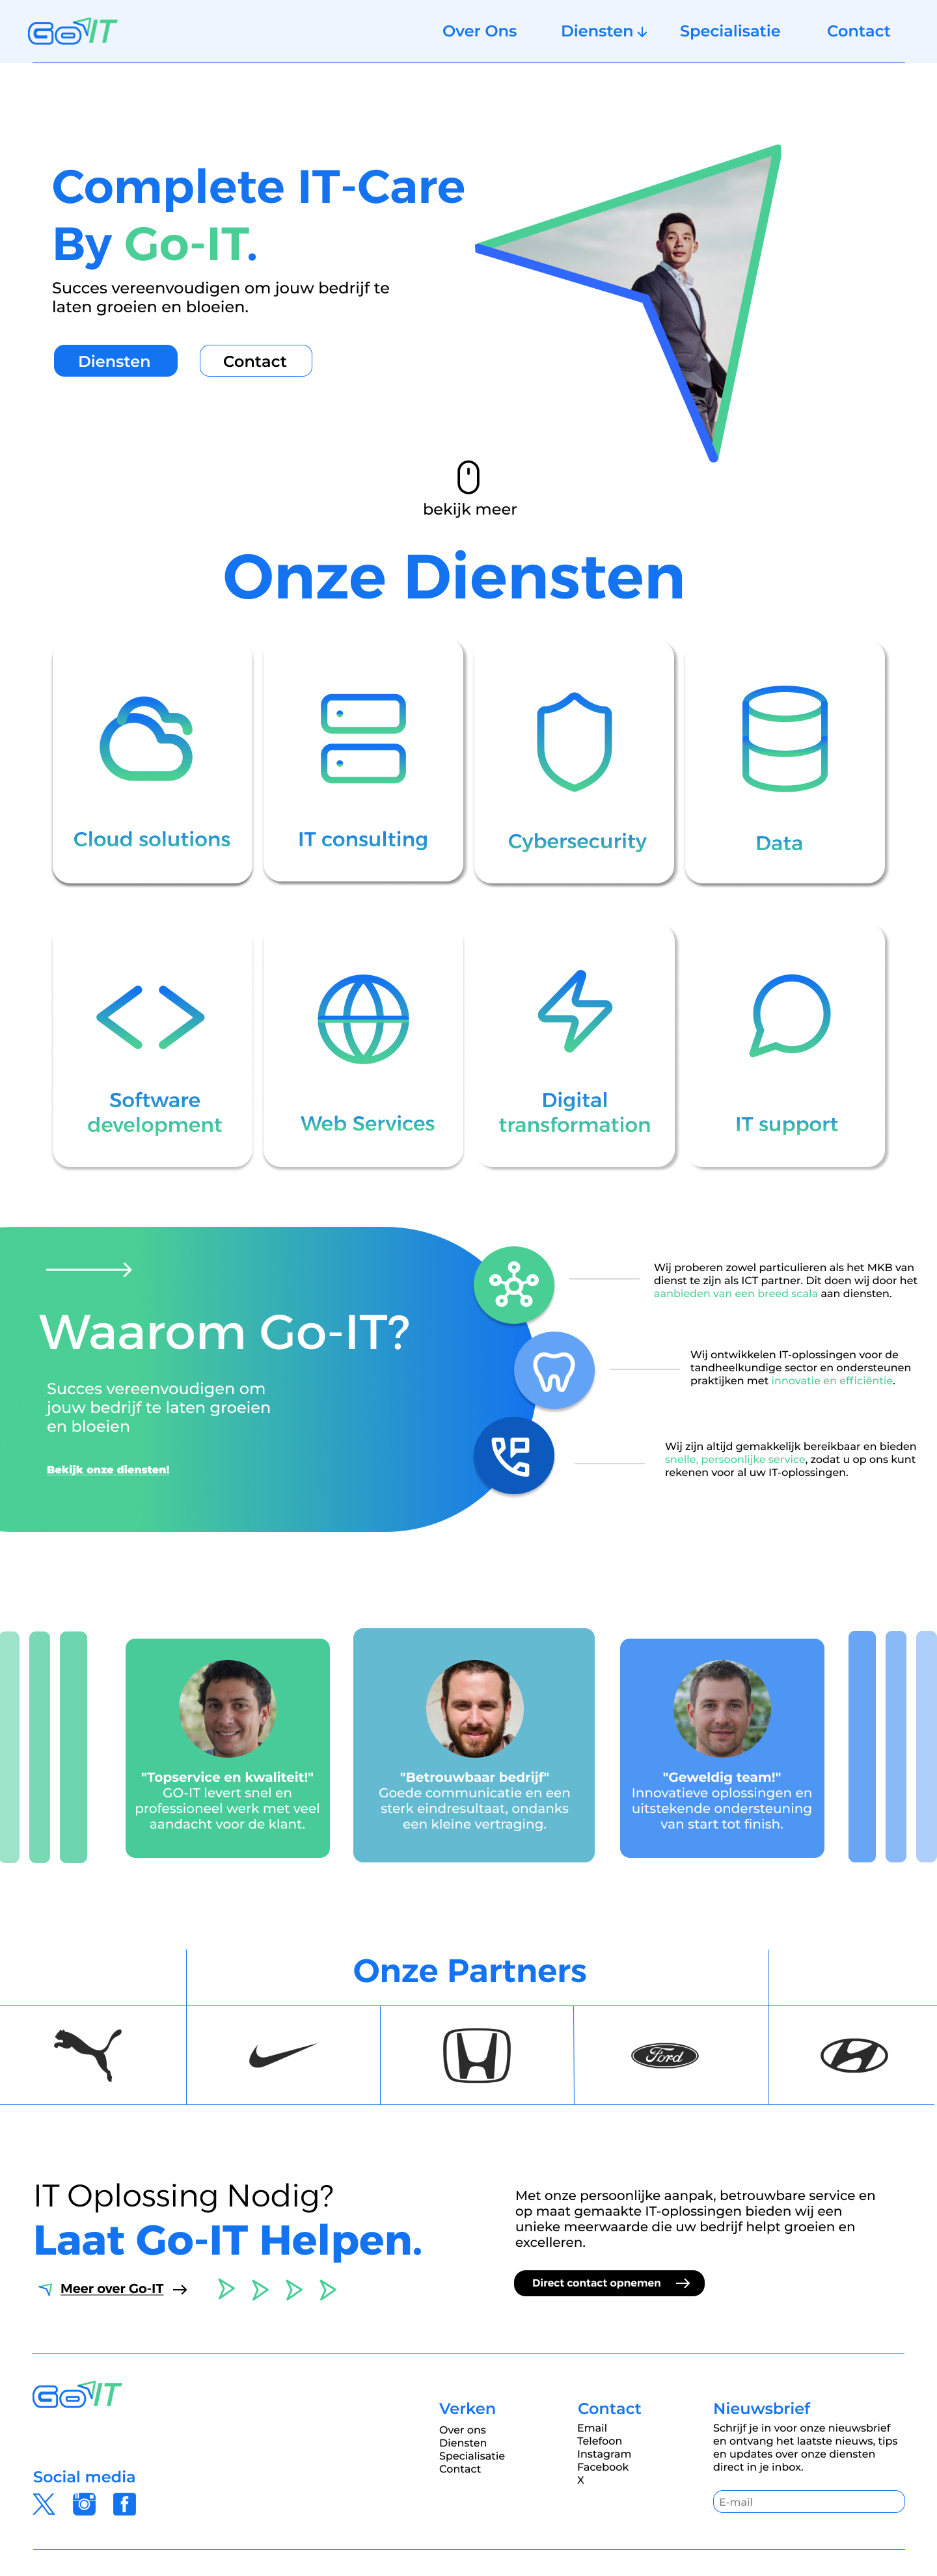 Go IT
Over Ons
Diensten
Specialisatie
Contact
Complete IT-Care
By Go-IT.
Succes vereenvoudigen om jouw bedrijf te
laten groeien en bloeien.
Diensten
Contact
bekijk meer
Onze Diensten
Cloud solutions
IT consulting
Cybersecurity
Data
Software
development
Web Services
Digital
transformation
IT support
Waarom Go-IT?
Succes vereenvoudigen om
jouw bedrijf te laten groeien
en bloeien
Bekijk onze diensten!
Wij proberen zowel particulieren als het MKB van
dienst te zijn als ICT partner. Dit doen wij door het
aanbieden van een breed scala aan diensten.
Wij ontwikkelen IT-oplossingen voor de
tandheelkundige sector en ondersteunen
praktijken met innovatie en efficiëntie.
Wij zijn altijd gemakkelijk bereikbaar en bieden
snelle, persoonlijke service, zodat u op ons kunt
rekenen voor al uw IT-oplossingen.
"Topservice en kwaliteit!"
GO-IT levert snel en
professioneel werk met veel
aandacht voor de klant.
"Betrouwbaar bedrijf"
Goede communicatie en een
sterk eindresultaat, ondanks
een kleine vertraging.
"Geweldig team!"
Innovatieve oplossingen en
uitstekende ondersteuning
van start tot finish.
Onze Partners
Ford
IT Oplossing Nodig?
Laat Go-IT Helpen.
Meer over Go-IT
Met onze persoonlijke aanpak, betrouwbare service en
op maat gemaakte IT-oplossingen bieden wij een
unieke meerwaarde die uw bedrijf helpt groeien en
excelleren.
Direct contact opnemen
Go IT
Social media
Verken
Over ons
Diensten
Specialisatie
Contact
Contact
Email
Telefoon
Instagram
Facebook
X
Nieuwsbrief
Schrijf je in voor onze nieuwsbrief
en ontvang het laatste nieuws, tips
en updates over onze diensten
direct in je inbox.
E-mail